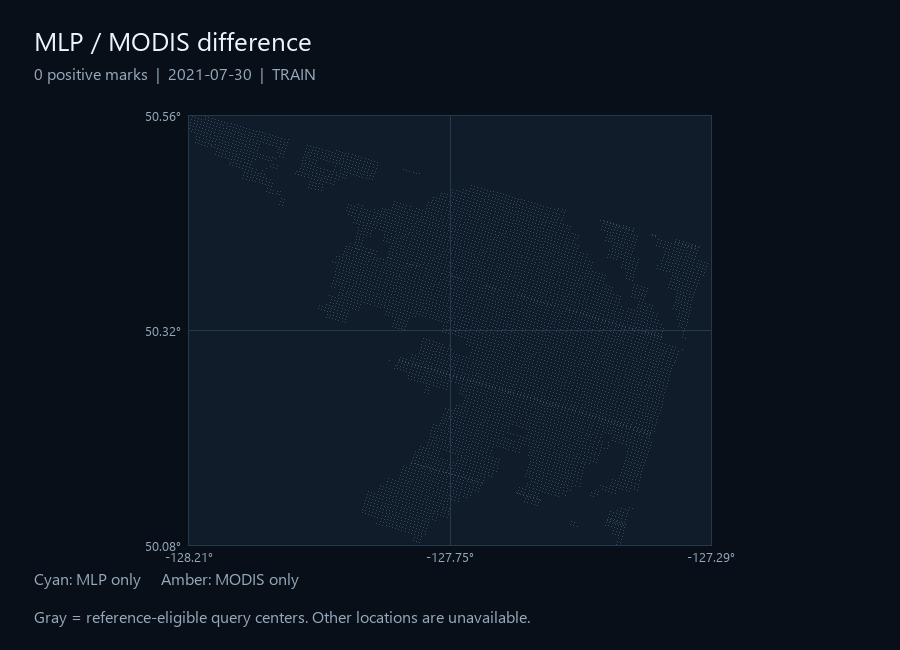 MLP / MODIS difference
0 positive marks | 2021-07-30 | TRAIN
50.56°
50.32°
50.08°
-128.21° -127.75° -127.29°
Cyan: MLP only Amber: MODIS only
Gray = reference-eligible query centers. Other locations are unavailable.